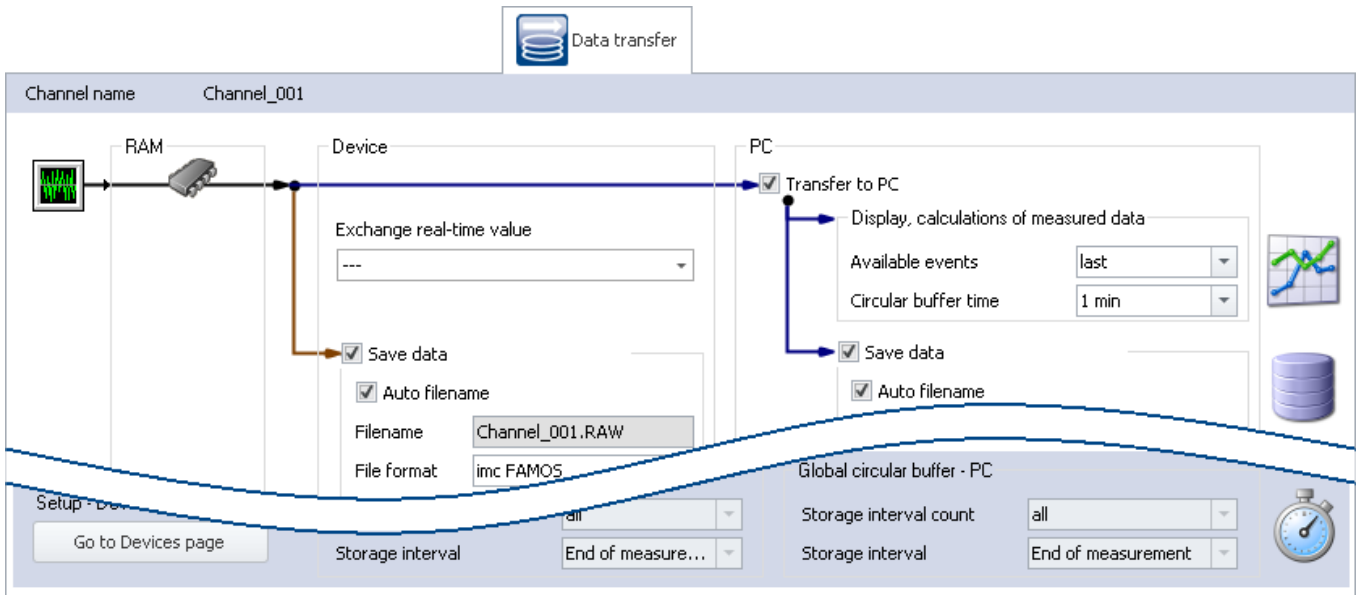 Data transfer
Channel name Channel_001
RAM Device PC
Transfer to PC
Exchange real-time value
---
Display, calculations of measured data
Available events last
Circular buffer time 1 min
Save data Save data
Auto filename Auto filename
Filename Channel_001.RAW
File format imc FAMOS
Global circular buffer - PC
Setup -
all
Storage interval count all
Go to Devices page
Storage interval End of measure... Storage interval End of measurement